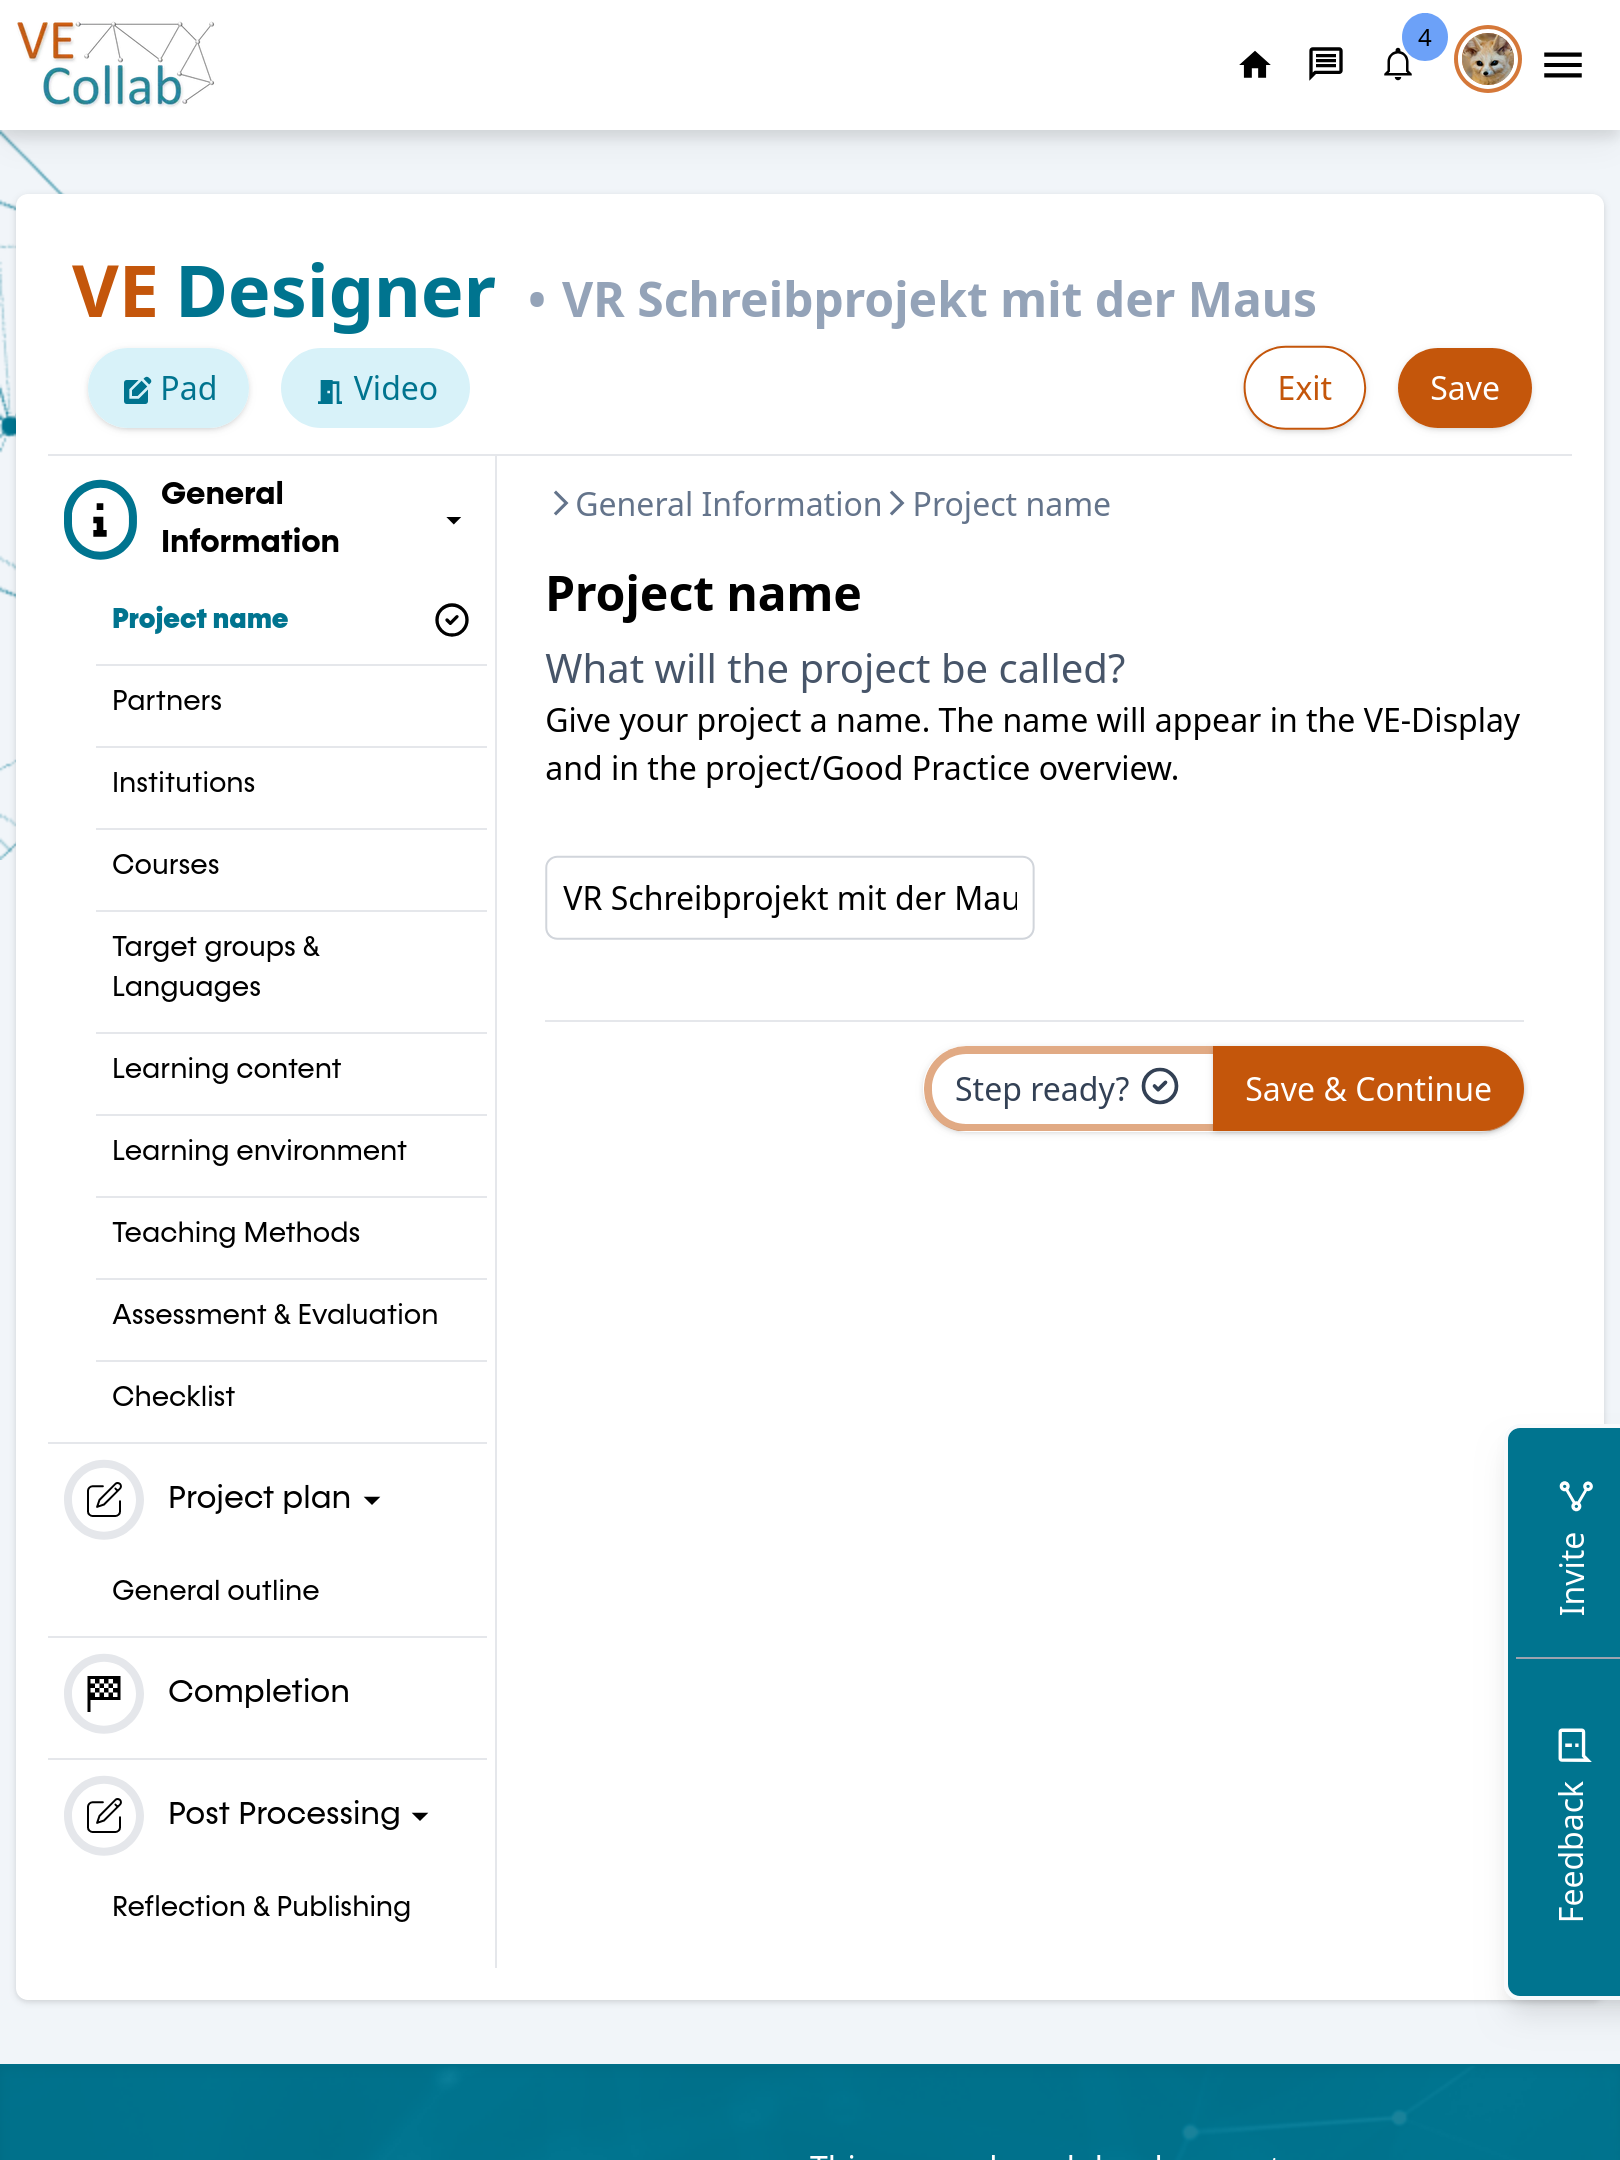 VE
Collab
4
VE Designer • VR Schreibprojekt mit der Maus
Pad
Video
Exit
Save
General
Information
Project name
Partners
Institutions
Courses
Target groups &
Languages
Learning content
Learning environment
Teaching Methods
Assessment & Evaluation
Checklist
Project plan
General outline
Completion
Post Processing
Reflection & Publishing
General Information
Project name
Project name
What will the project be called?
Give your project a name. The name will appear in the VE-Display
and in the project/Good Practice overview.
VR Schreibprojekt mit der Mau
Step ready?
Save & Continue
Invite
Feedback